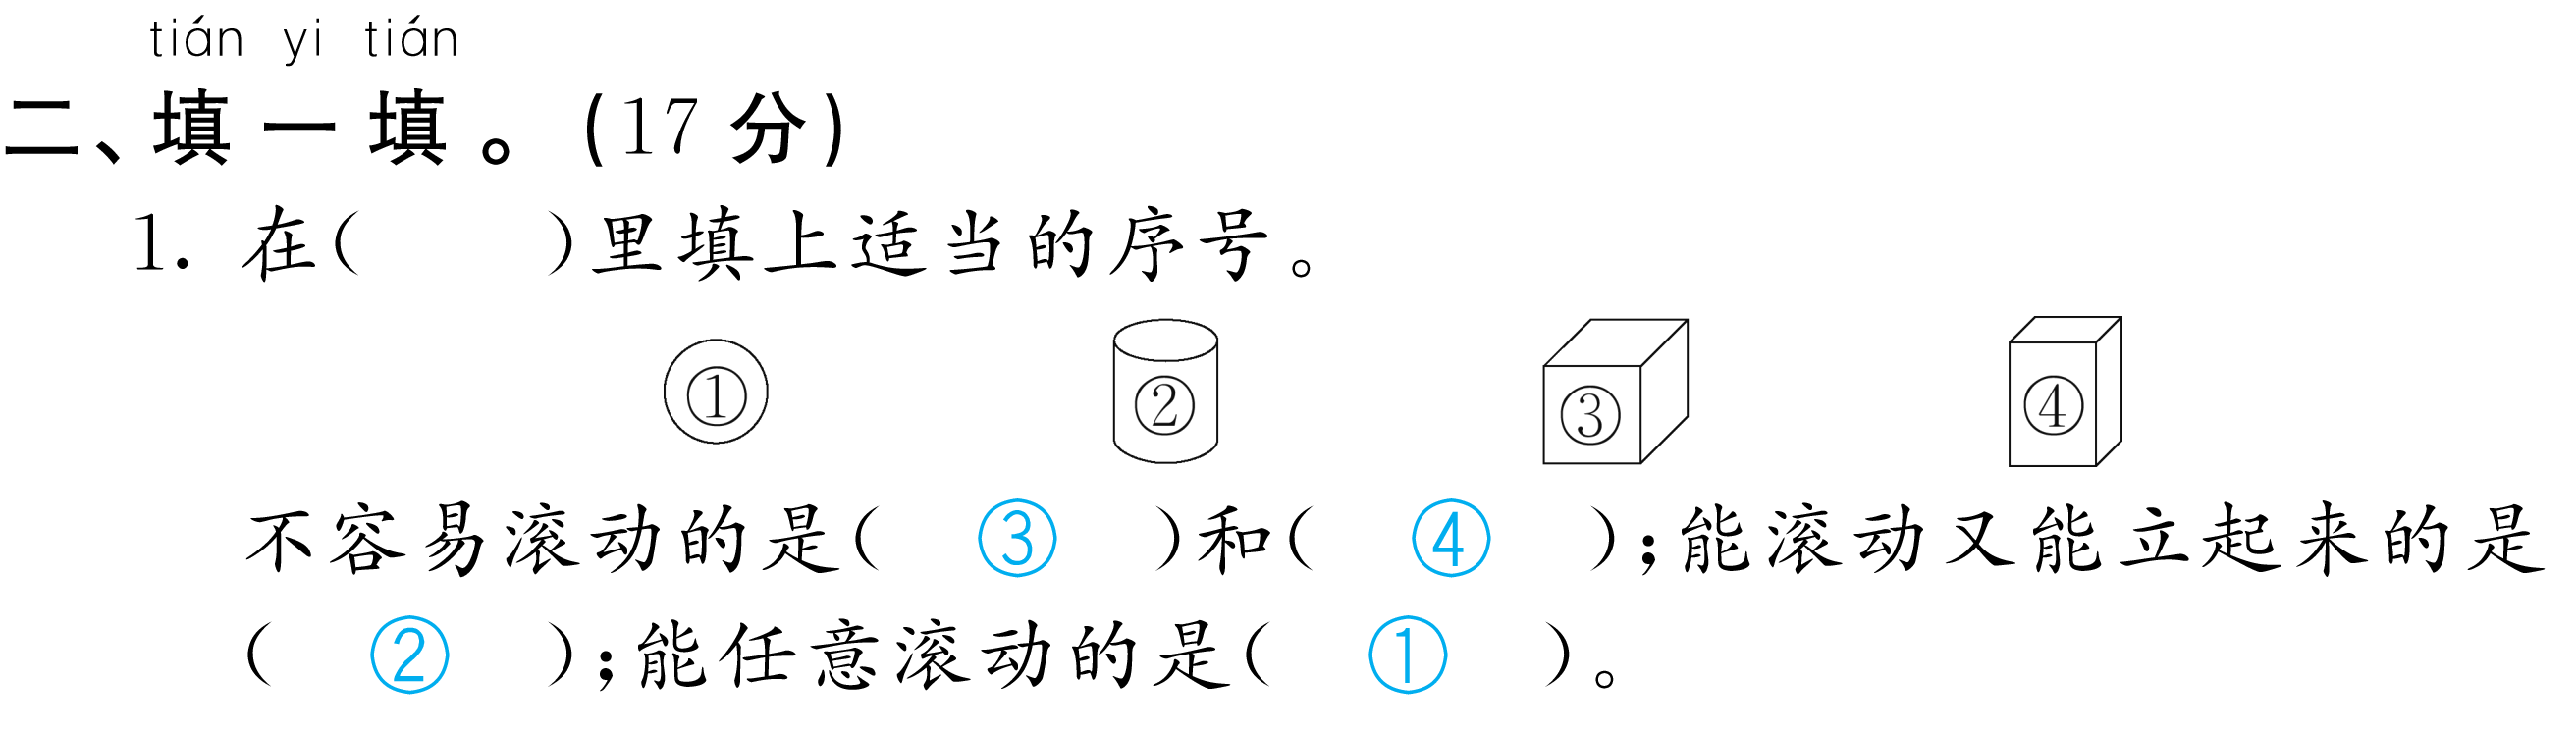 tián yi tián
二、填一填。(17分)
1. 在(    )里填上适当的序号。
① ② ③ ④
不容易滚动的是( ③ )和( ④ );能滚动又能立起来的是
( ② );能任意滚动的是( ① )。